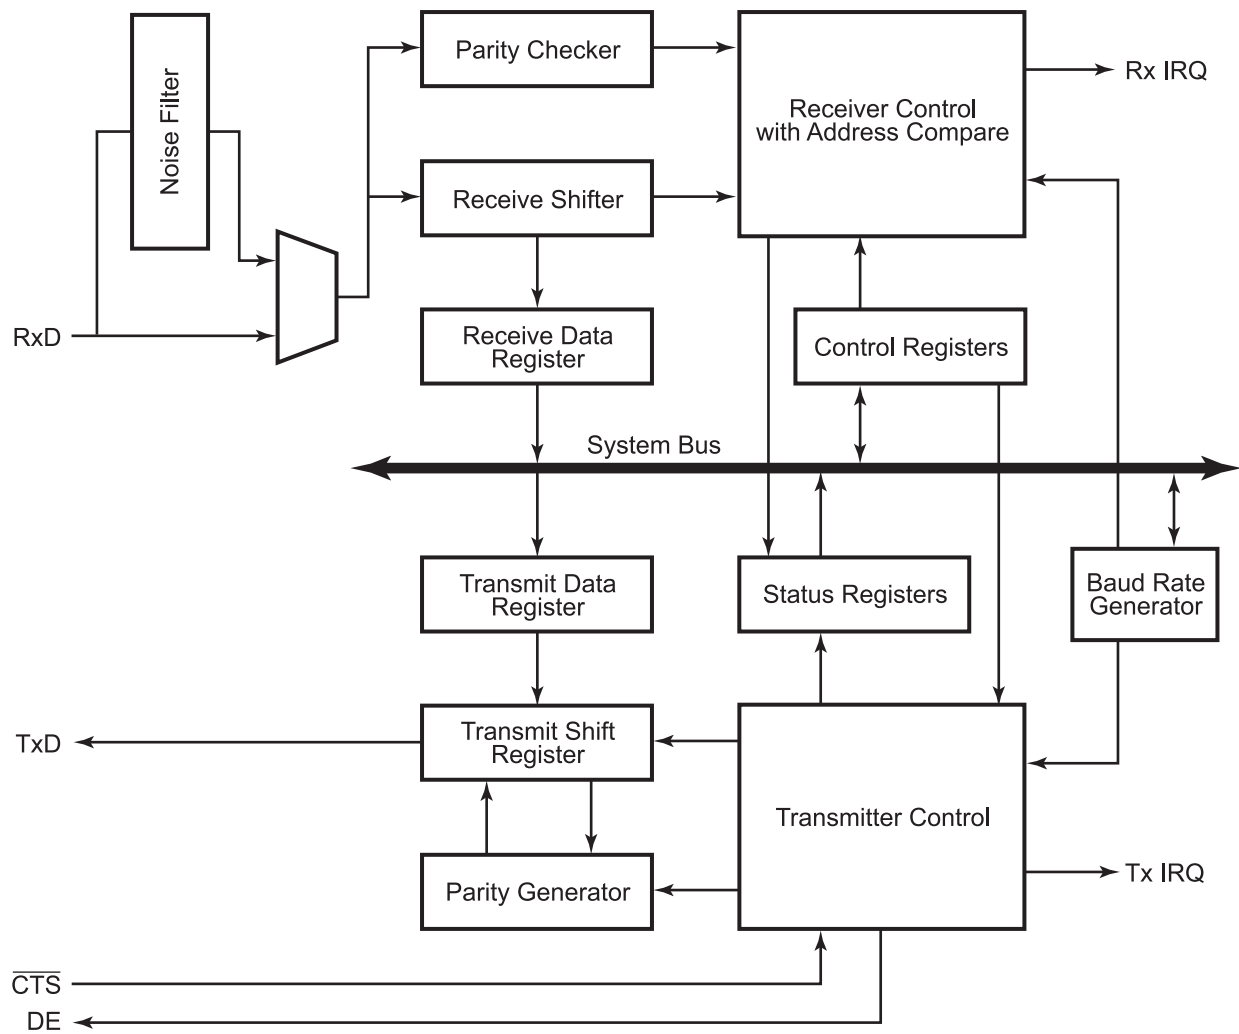 Noise Filter
Parity Checker
Receiver Control
with Address Compare
Rx IRQ
Receive Shifter
RxD
Receive Data
Register
Control Registers
System Bus
Transmit Data
Register
Status Registers
Baud Rate
Generator
TxD
Transmit Shift
Register
Transmitter Control
Parity Generator
Tx IRQ
CTS
DE